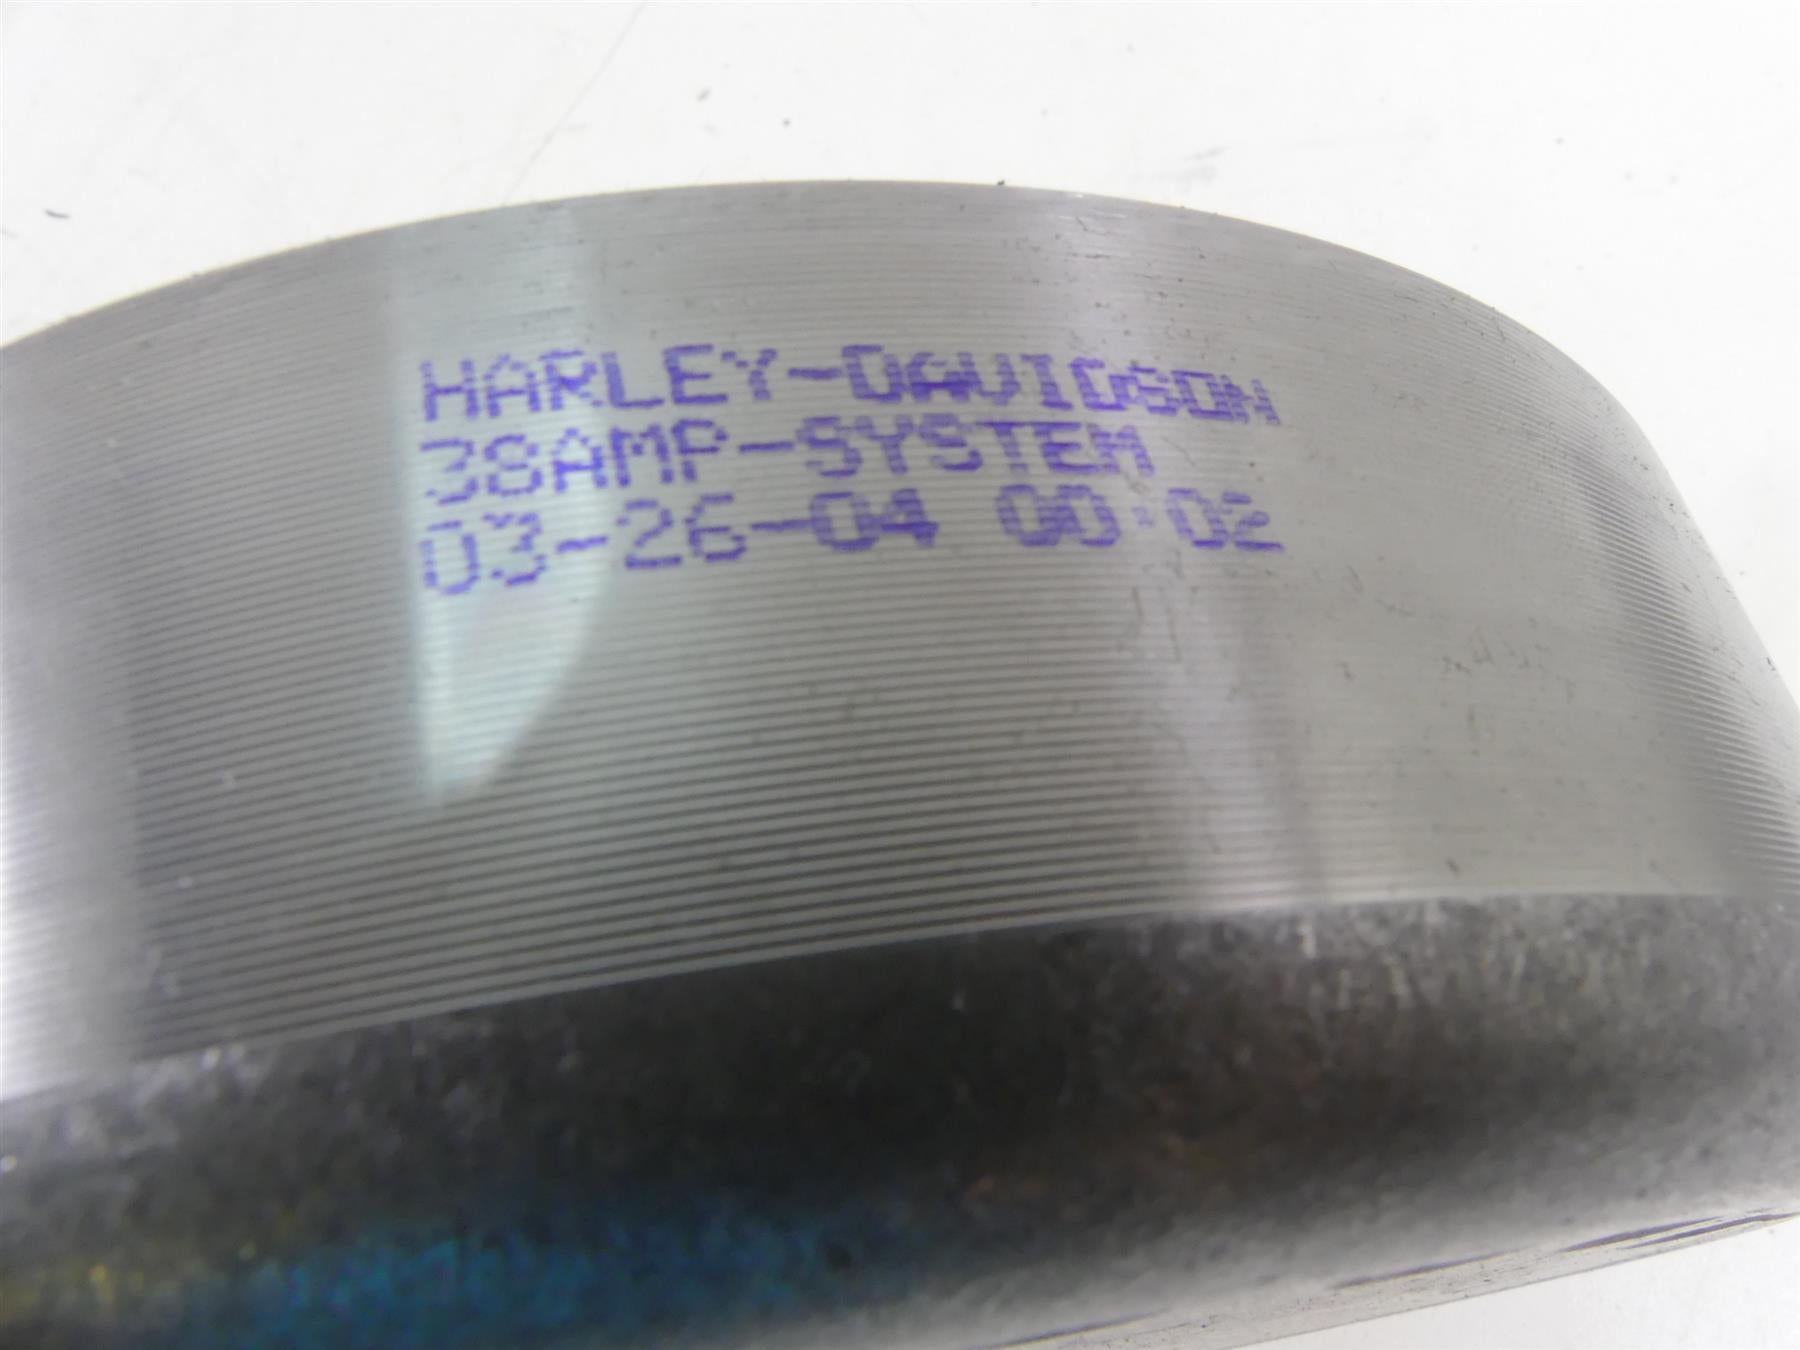 HARLEY-DAVIDSON
38AMP-SYSTEM
03-26-04 00:02